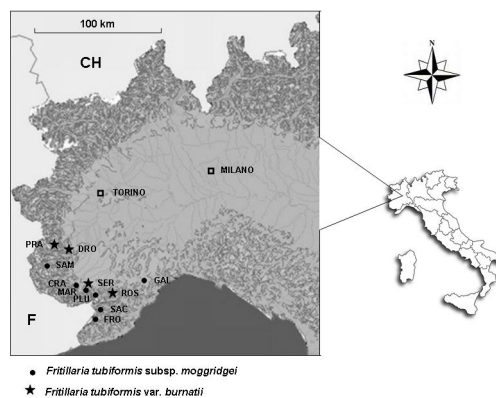 100 km
N
CH
MILANO
TORINO
PRA
DRO
SAM
GAL
CRA
SER
MAR
PLU
ROS
SAC
F
FRO
Fritillaria tubiformis subsp. moggridgei
Fritillaria tubiformis var. burnatii